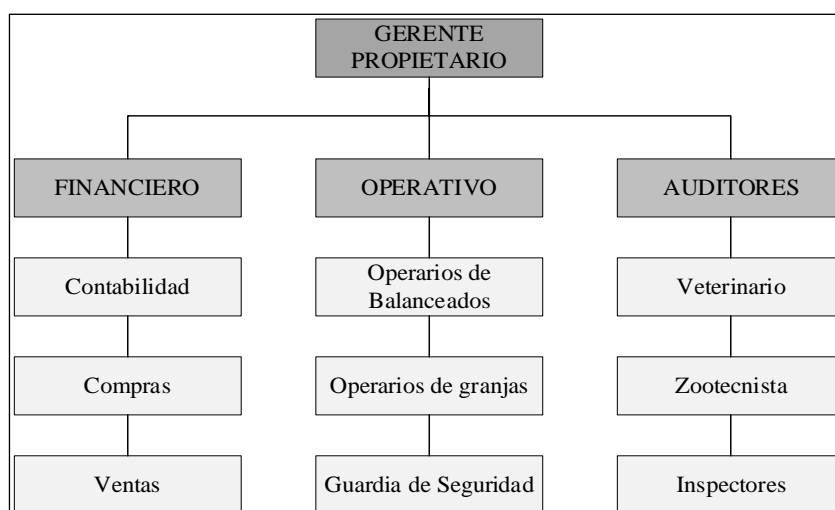 GERENTE
PROPIETARIO
FINANCIERO
OPERATIVO
AUDITORES
Contabilidad
Operarios de
Balanceados
Veterinario
Compras
Operarios de granjas
Zootecnista
Ventas
Guardia de Seguridad
Inspectores